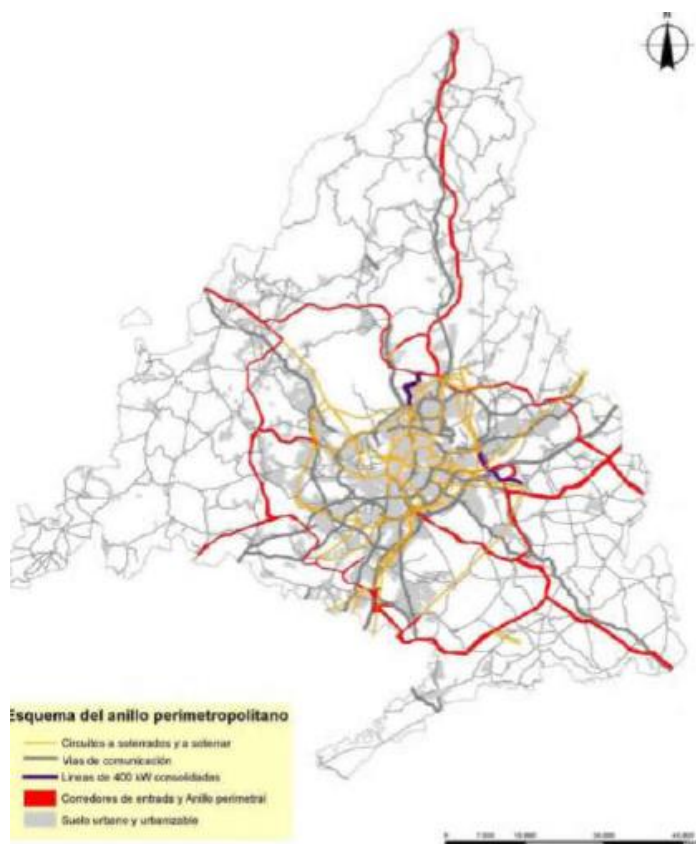 N
Esquema del anillo perimetropolitano
Circuitos a soterrados y a soterrar
Vías de comunicación
Líneas de 400 kW consolidadas
Corredores de entrada y Anillo perimetral
Suelo urbano y urbanizable
0